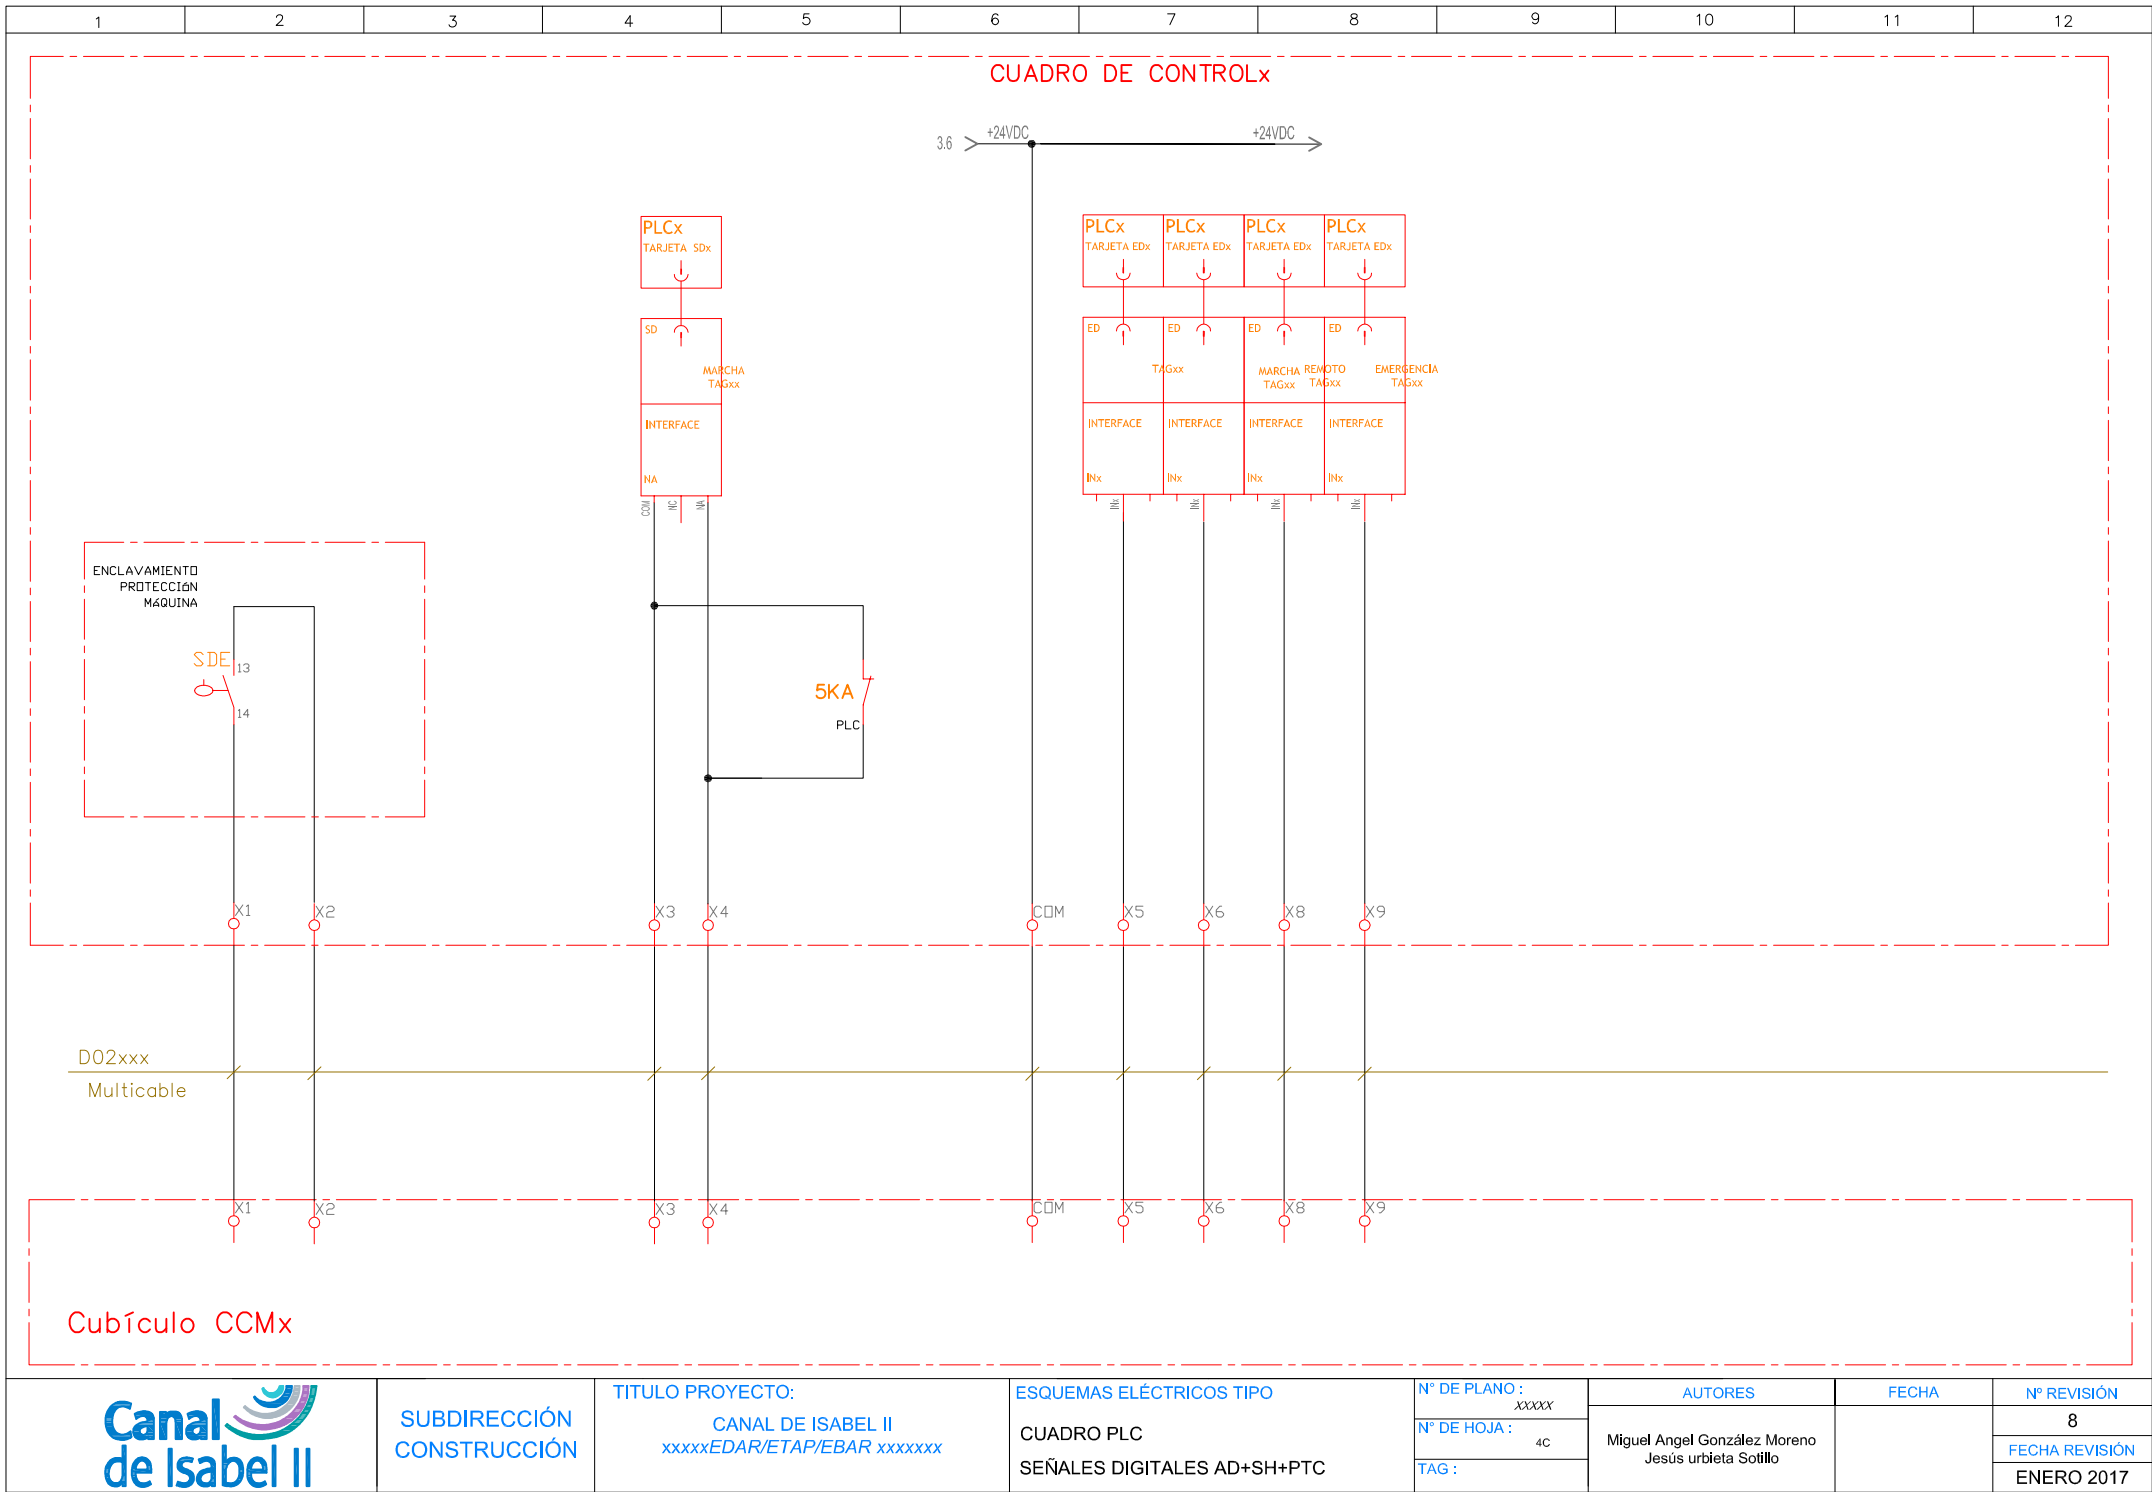 1 2 3 4 5 6 7 8 9 10 11 12
CUADRO DE CONTROLx
3.6 +24VDC +24VDC
PLCx
TARJETA SDx
PLCx PLCx PLCx PLCx
TARJETA EDx TARJETA EDx TARJETA EDx TARJETA EDx
SD
ED ED ED ED
MARCHA
TAGxx
TAGxx
MARCHA
TAGxx
REMOTO
TAGxx
EMERGENCIA
TAGxx
INTERFACE
INTERFACE INTERFACE INTERFACE INTERFACE
NA
INx INx INx INx
COM NC NA
INx INx INx INx
ENCLAVAMIENTO
PROTECCIóN
MáQUINA
SDE
13
14
5KA
PLC
X1 X2 X3 X4 COM X5 X6 X8 X9
D02xxx
Multicable
X1 X2 X3 X4 COM X5 X6 X8 X9
Cubículo CCMx
Canal
de Isabel II
SUBDIRECCIÓN
CONSTRUCCIÓN
TITULO PROYECTO:
CANAL DE ISABEL II
xxxxxEDAR/ETAP/EBAR xxxxxxx
ESQUEMAS ELÉCTRICOS TIPO
CUADRO PLC
SEÑALES DIGITALES AD+SH+PTC
N° DE PLANO :
XXXXX
N° DE HOJA :
4C
TAG :
AUTORES
Miguel Angel González Moreno
Jesús urbieta Sotillo
FECHA
Nº REVISIÓN
8
FECHA REVISIÓN
ENERO 2017